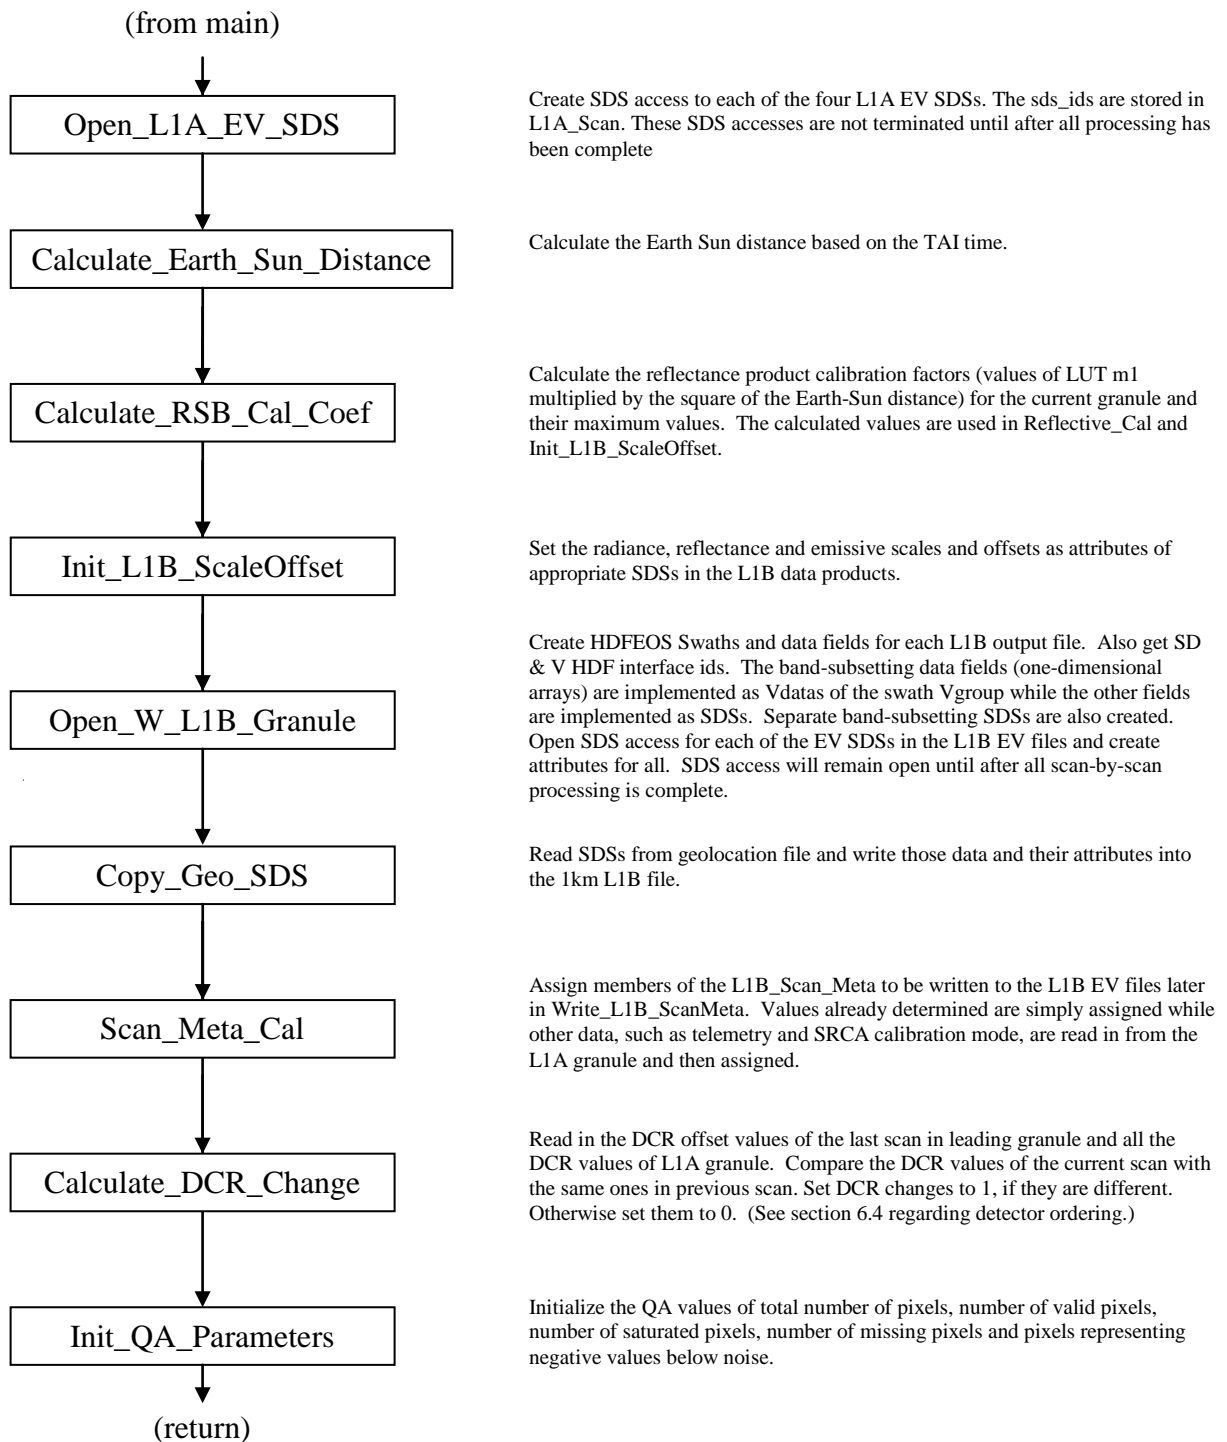 (from main)
Open_L1A_EV_SDS
Create SDS access to each of the four L1A EV SDSs. The sds_ids are stored in
L1A_Scan. These SDS accesses are not terminated until after all processing has
been complete
Calculate_Earth_Sun_Distance
Calculate the Earth Sun distance based on the TAI time.
Calculate_RSB_Cal_Coef
Calculate the reflectance product calibration factors (values of LUT m1
multiplied by the square of the Earth-Sun distance) for the current granule and
their maximum values.  The calculated values are used in Reflective_Cal and
Init_L1B_ScaleOffset.
Init_L1B_ScaleOffset
Set the radiance, reflectance and emissive scales and offsets as attributes of
appropriate SDSs in the L1B data products.
Open_W_L1B_Granule
Create HDFEOS Swaths and data fields for each L1B output file.  Also get SD
& V HDF interface ids.  The band-subsetting data fields (one-dimensional
arrays) are implemented as Vdatas of the swath Vgroup while the other fields
are implemented as SDSs.  Separate band-subsetting SDSs are also created.
Open SDS access for each of the EV SDSs in the L1B EV files and create
attributes for all.  SDS access will remain open until after all scan-by-scan
processing is complete.
Copy_Geo_SDS
Read SDSs from geolocation file and write those data and their attributes into
the 1km L1B file.
Scan_Meta_Cal
Assign members of the L1B_Scan_Meta to be written to the L1B EV files later
in Write_L1B_ScanMeta.  Values already determined are simply assigned while
other data, such as telemetry and SRCA calibration mode, are read in from the
L1A granule and then assigned.
Calculate_DCR_Change
Read in the DCR offset values of the last scan in leading granule and all the
DCR values of L1A granule.  Compare the DCR values of the current scan with
the same ones in previous scan. Set DCR changes to 1, if they are different.
Otherwise set them to 0.  (See section 6.4 regarding detector ordering.)
Init_QA_Parameters
Initialize the QA values of total number of pixels, number of valid pixels,
number of saturated pixels, number of missing pixels and pixels representing
negative values below noise.
(return)